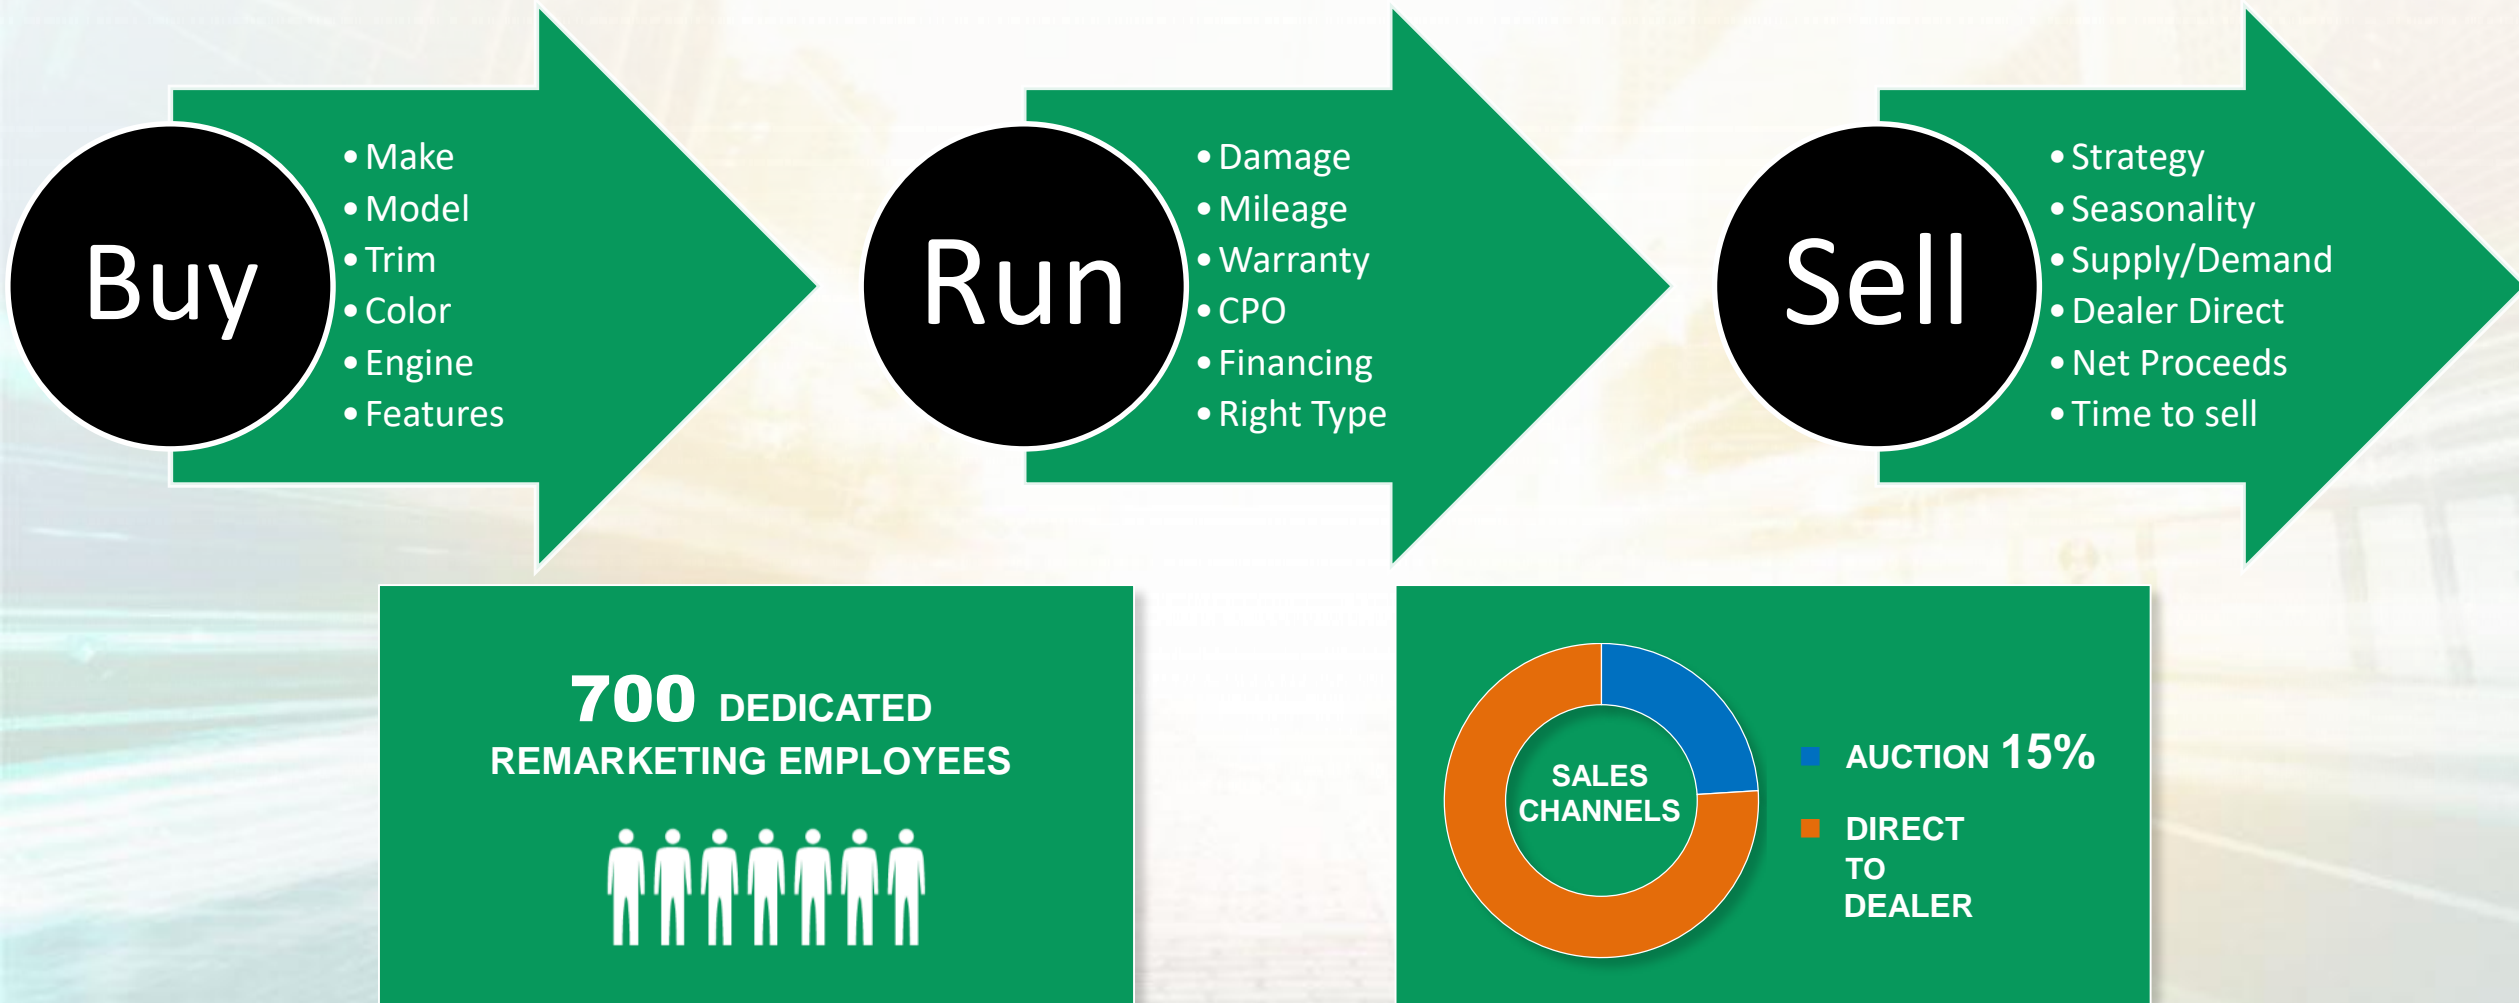 Buy
• Make
• Model
• Trim
• Color
• Engine
• Features
Run
• Damage
• Mileage
• Warranty
• CPO
• Financing
• Right Type
Sell
• Strategy
• Seasonality
• Supply/Demand
• Dealer Direct
• Net Proceeds
• Time to sell
700 DEDICATED
REMARKETING EMPLOYEES
SALES
CHANNELS
AUCTION 15%
DIRECT
TO
DEALER